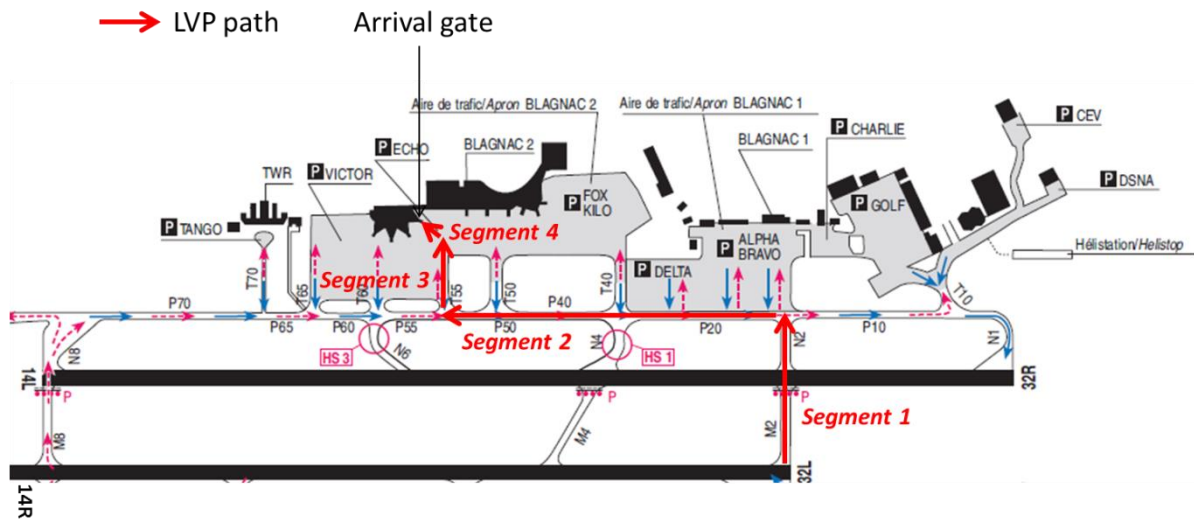 LVP path
Arrival gate
Aire de trafic/Apron BLAGNAC 2
Aire de trafic/Apron BLAGNAC 1
P CEV
P CHARLIE
P ECHO
BLAGNAC 2
BLAGNAC 1
TWR
P VICTOR
P DSNA
P FOX
KILO
P GOLF
P TANGO
Segment 4
P ALPHA
BRAVO
Hélistation/Helistop
Segment 3
P DELTA
T70
T65
T60
T55
T50
T40
T10
P70
P40
P65
P60
P55
P50
P20
P10
Segment 2
N8
HS 3
N6
N4
HS 1
N2
N1
14L
32R
P
P
P
Segment 1
M8
M4
M2
32L
14R